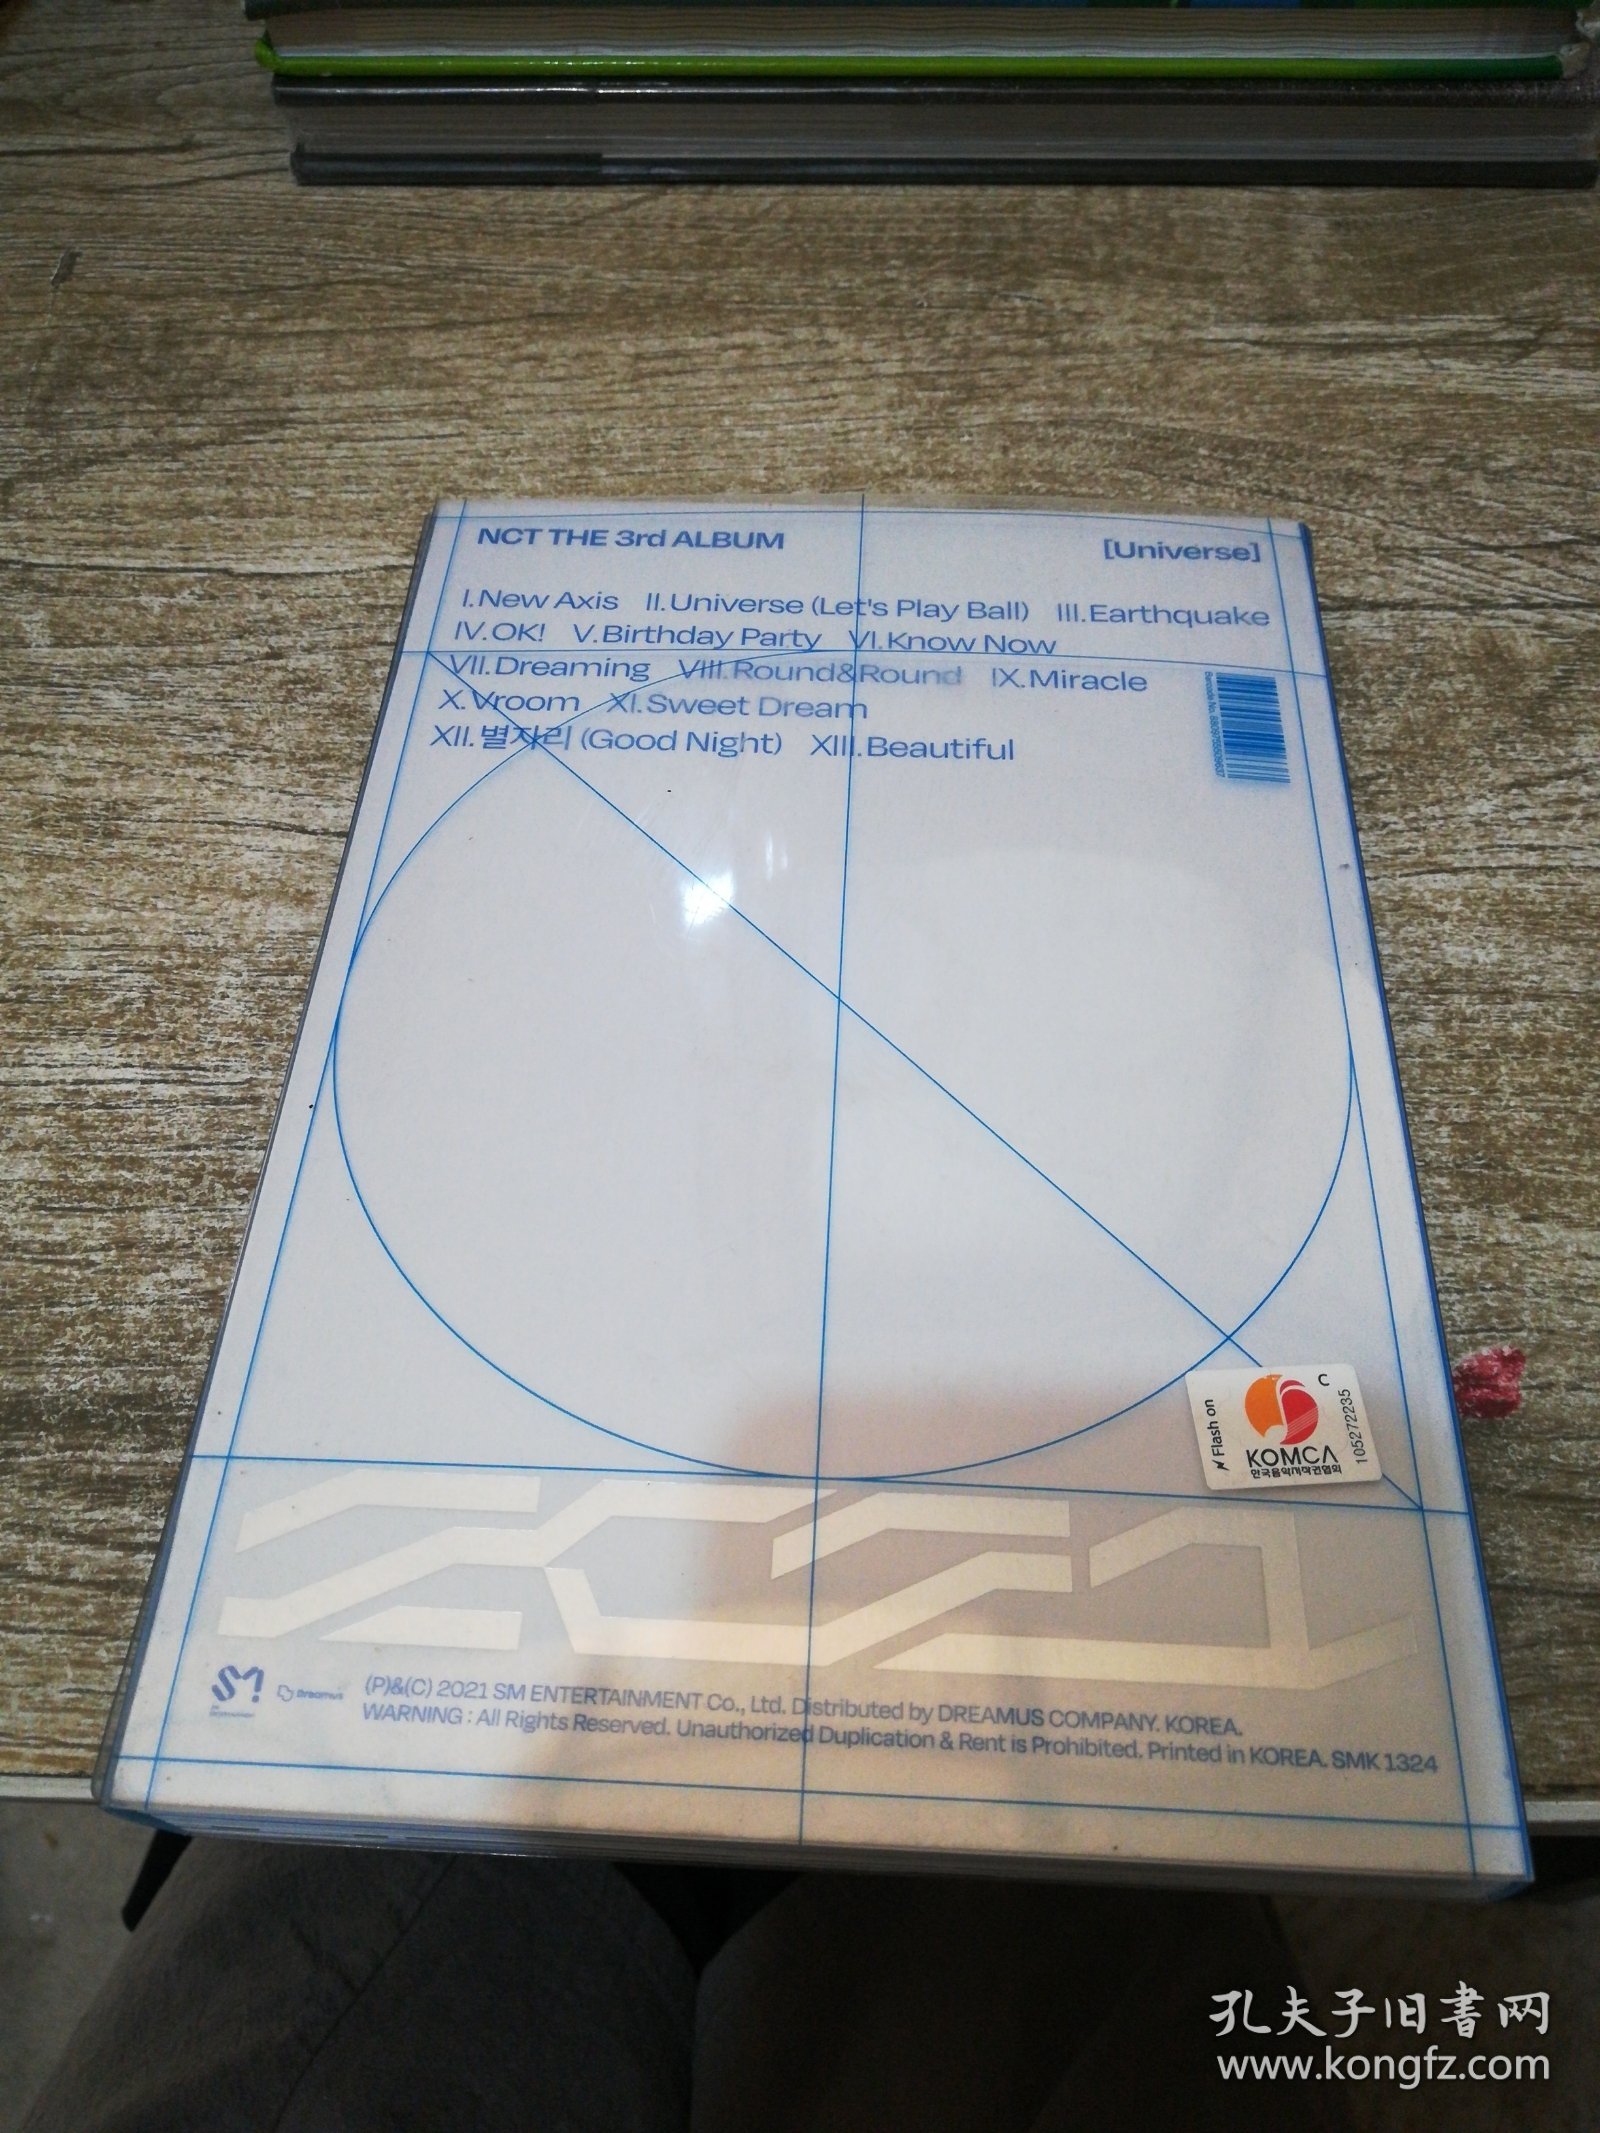 NCT THE 3rd ALBUM [Universe]
I.New Axis II.Universe (Let's Play Ball) III.Earthquake
IV.OK! V.Birthday Party VI.Know Now
VII.Dreaming VIII.Round&Round IX.Miracle
X.Vroom XI.Sweet Dream
XII.별자리 (Good Night) XIII.Beautiful
Flash on
C
KOMCA
한국음악저작권협회
105272235
2021
SM
Dreamus
(P)&(C) 2021 SM ENTERTAINMENT Co., Ltd. Distributed by DREAMUS COMPANY. KOREA.
WARNING : All Rights Reserved. Unauthorized Duplication & Rent is Prohibited. Printed in KOREA. SMK 1324
孔夫子旧书网
www.kongfz.com